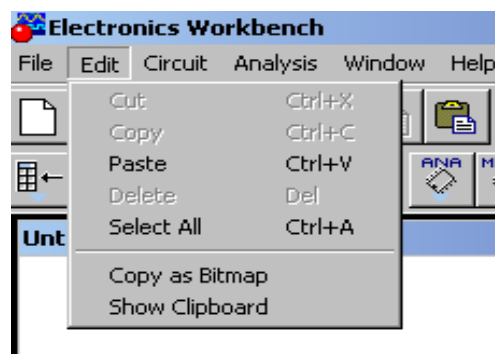 Electronics Workbench
File Edit Circuit Analysis Window Help
Cut Ctrl+X
Copy Ctrl+C
Paste Ctrl+V
Delete Del
Select All Ctrl+A
Copy as Bitmap
Show Clipboard
ANA M
Unt